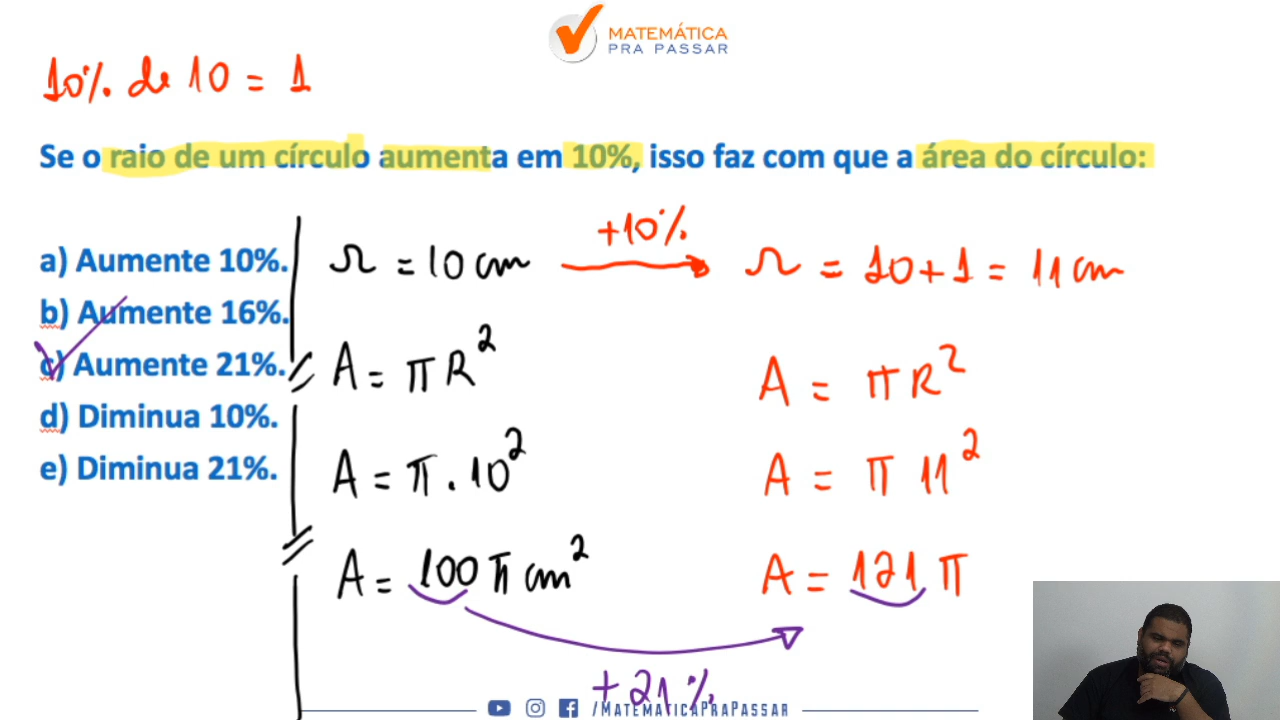 MATEMÁTICA
PRA PASSAR
10% de 10 = 1
Se o raio de um círculo aumenta em 10%, isso faz com que a área do círculo:
a) Aumente 10%.
b) Aumente 16%.
c) Aumente 21%.
d) Diminua 10%.
e) Diminua 21%.
r = 10 cm
A = πR²
A = π . 10²
A = 100 π cm²
+10%
r = 10 + 1 = 11 cm
A = πR²
A = π 11²
A = 121 π
+ 21%
/MATEMATICAPRAPASSAR